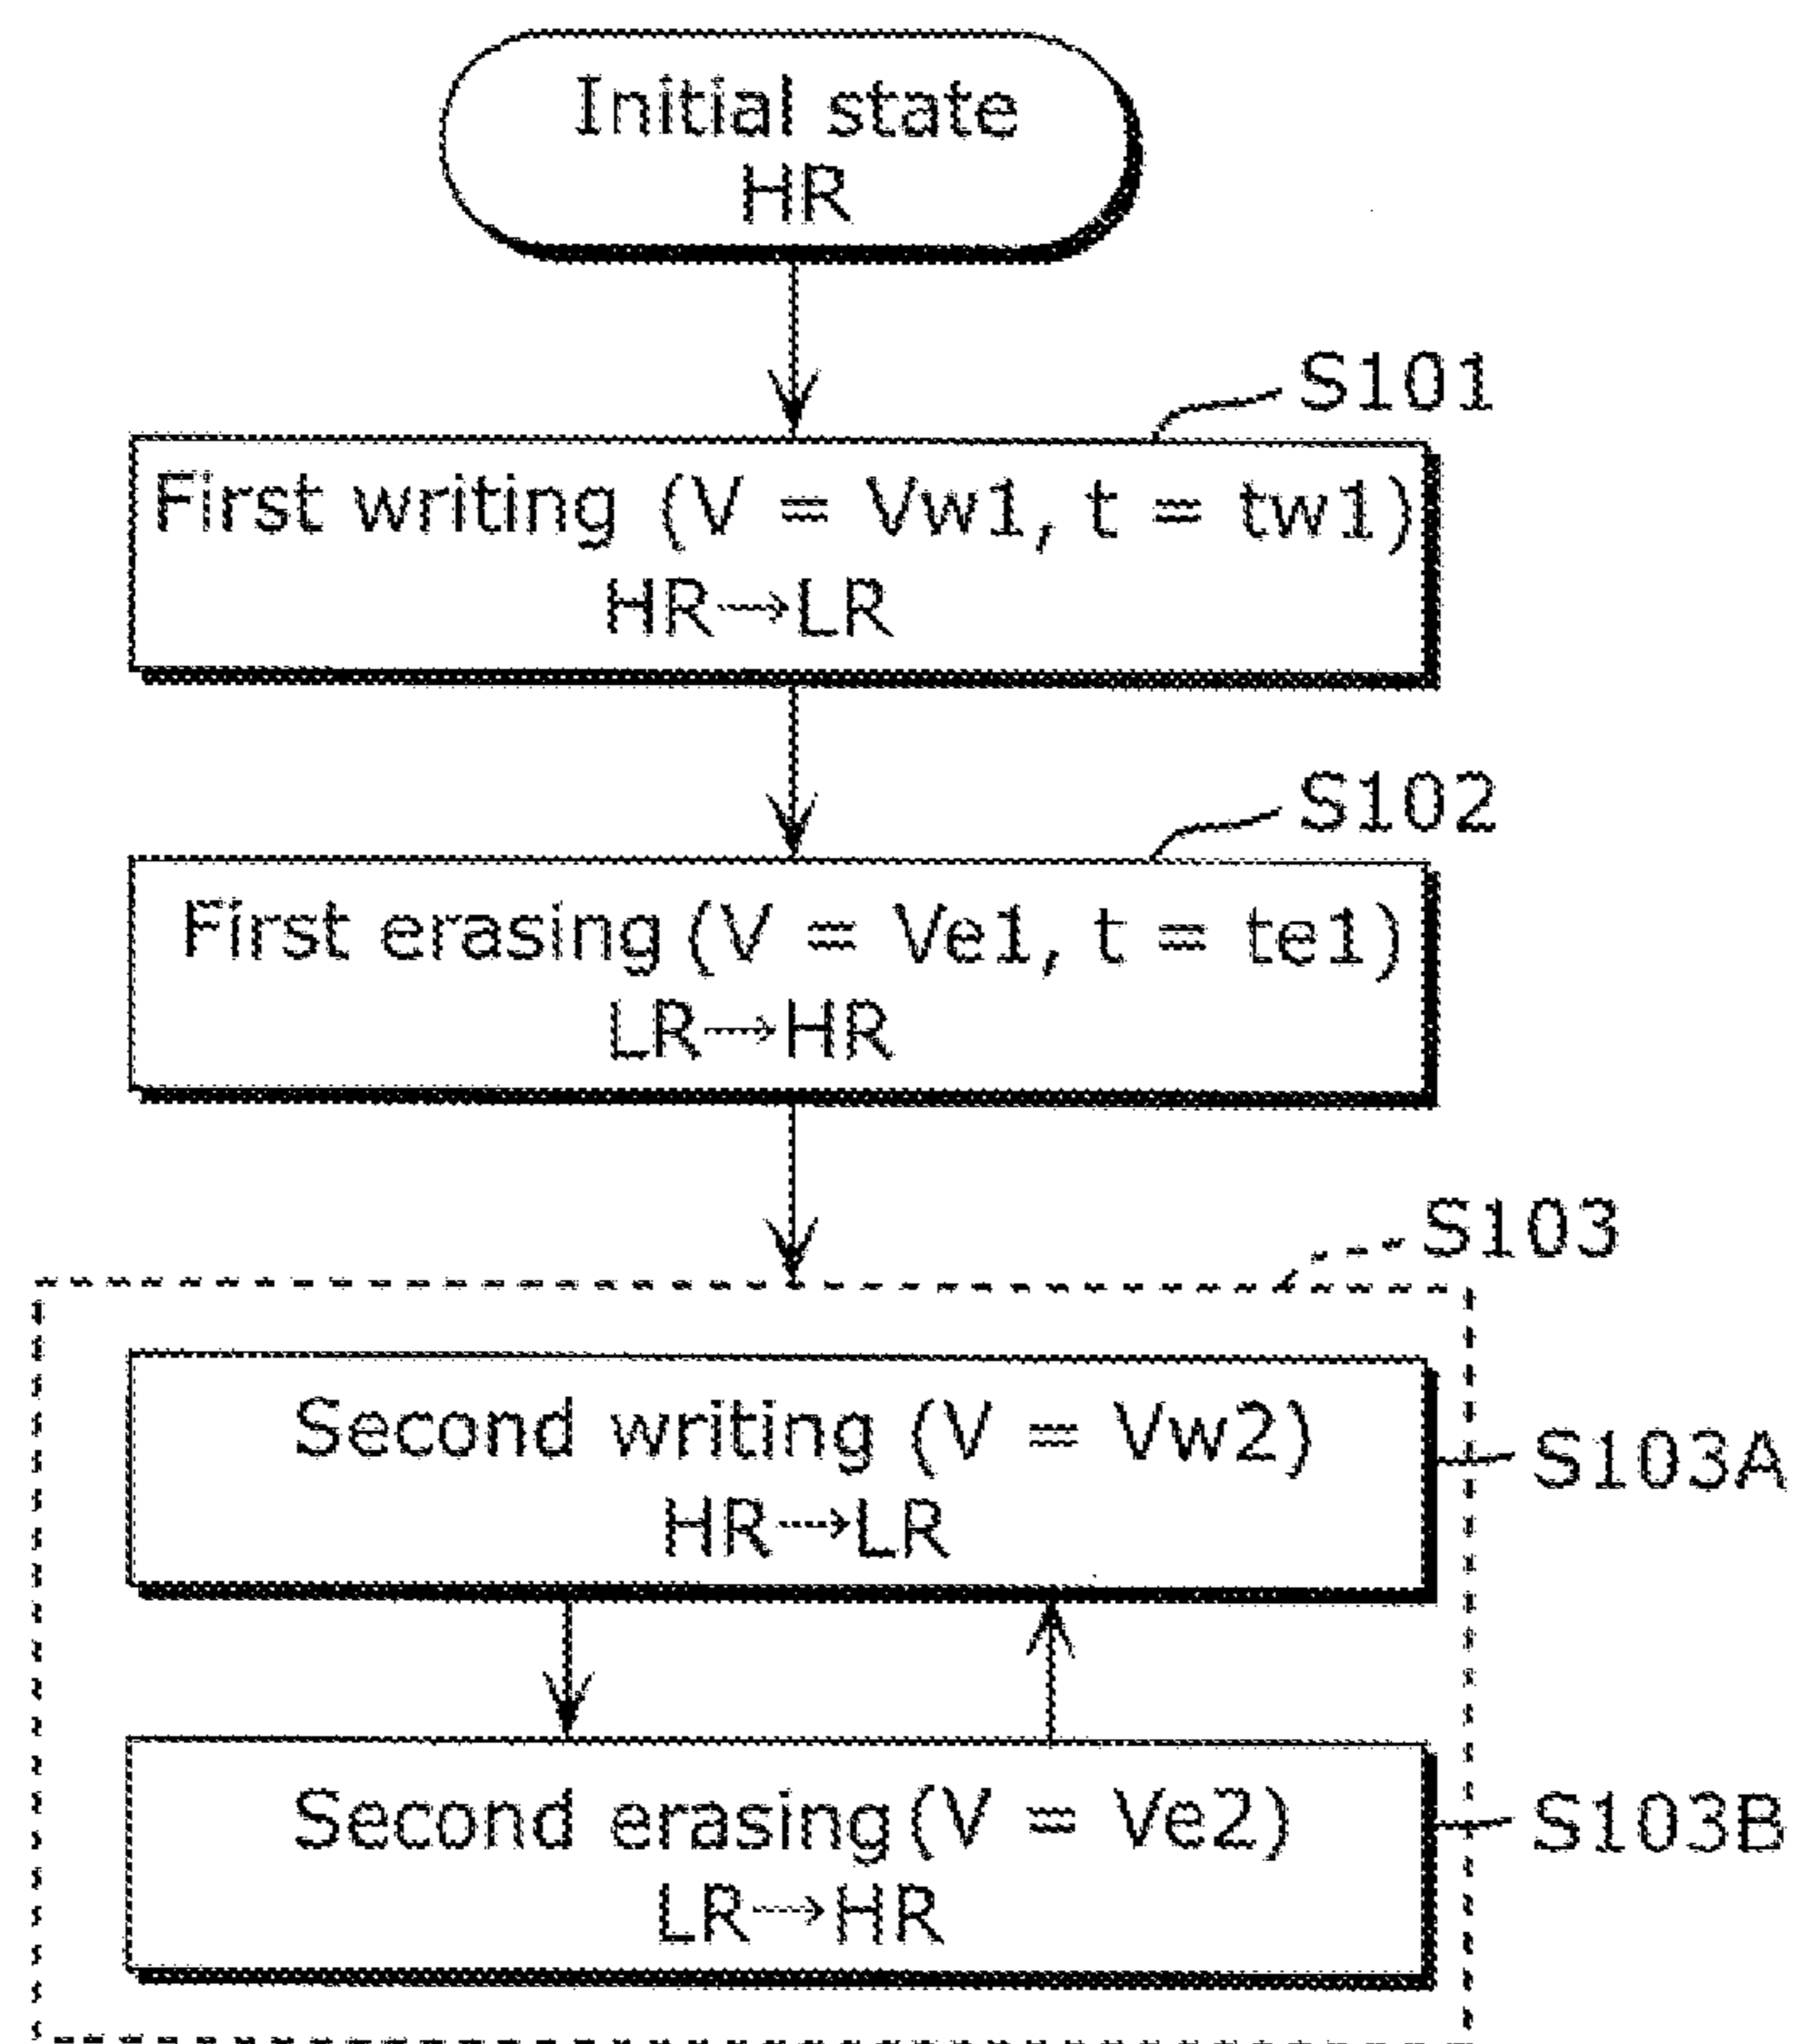 Initial state
HR
S101
First writing (V = Vw1, t = tw1)
HR→LR
S102
First erasing (V = Ve1, t = te1)
LR→HR
S103
Second writing (V = Vw2)
HR→LR
S103A
Second erasing (V = Ve2)
LR→HR
S103B